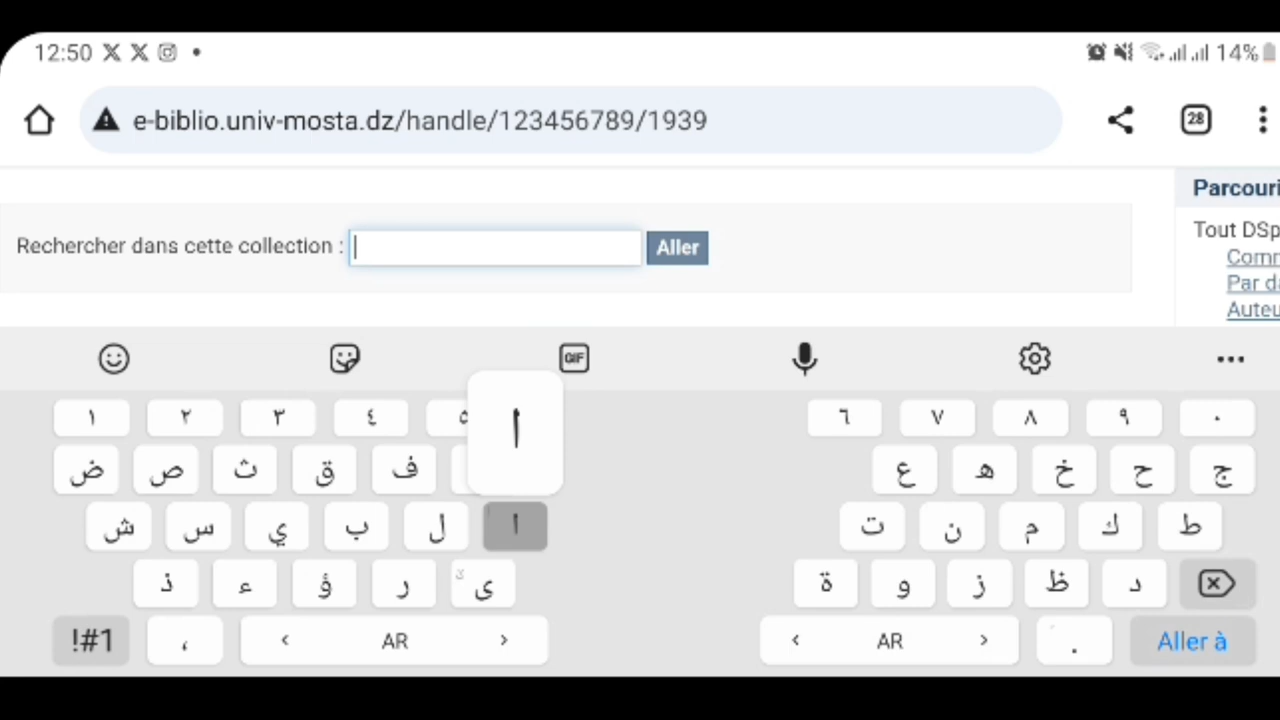 12:50
14%
e-biblio.univ-mosta.dz/handle/123456789/1939
28
Parcouri
Rechercher dans cette collection :
Aller
Tout DSp
Comm
Par da
Auteu
GIF
ا
١ ٢ ٣ ٤ ٥ ٦ ٧ ٨ ٩ ٠
ض ص ث ق ف ع ه خ ح ج
ش س ي ب ل ا ت ن م ك ط
ذ ء ؤ ر ى ة و ز ظ د
!#1 ، < AR > < AR > . Aller à